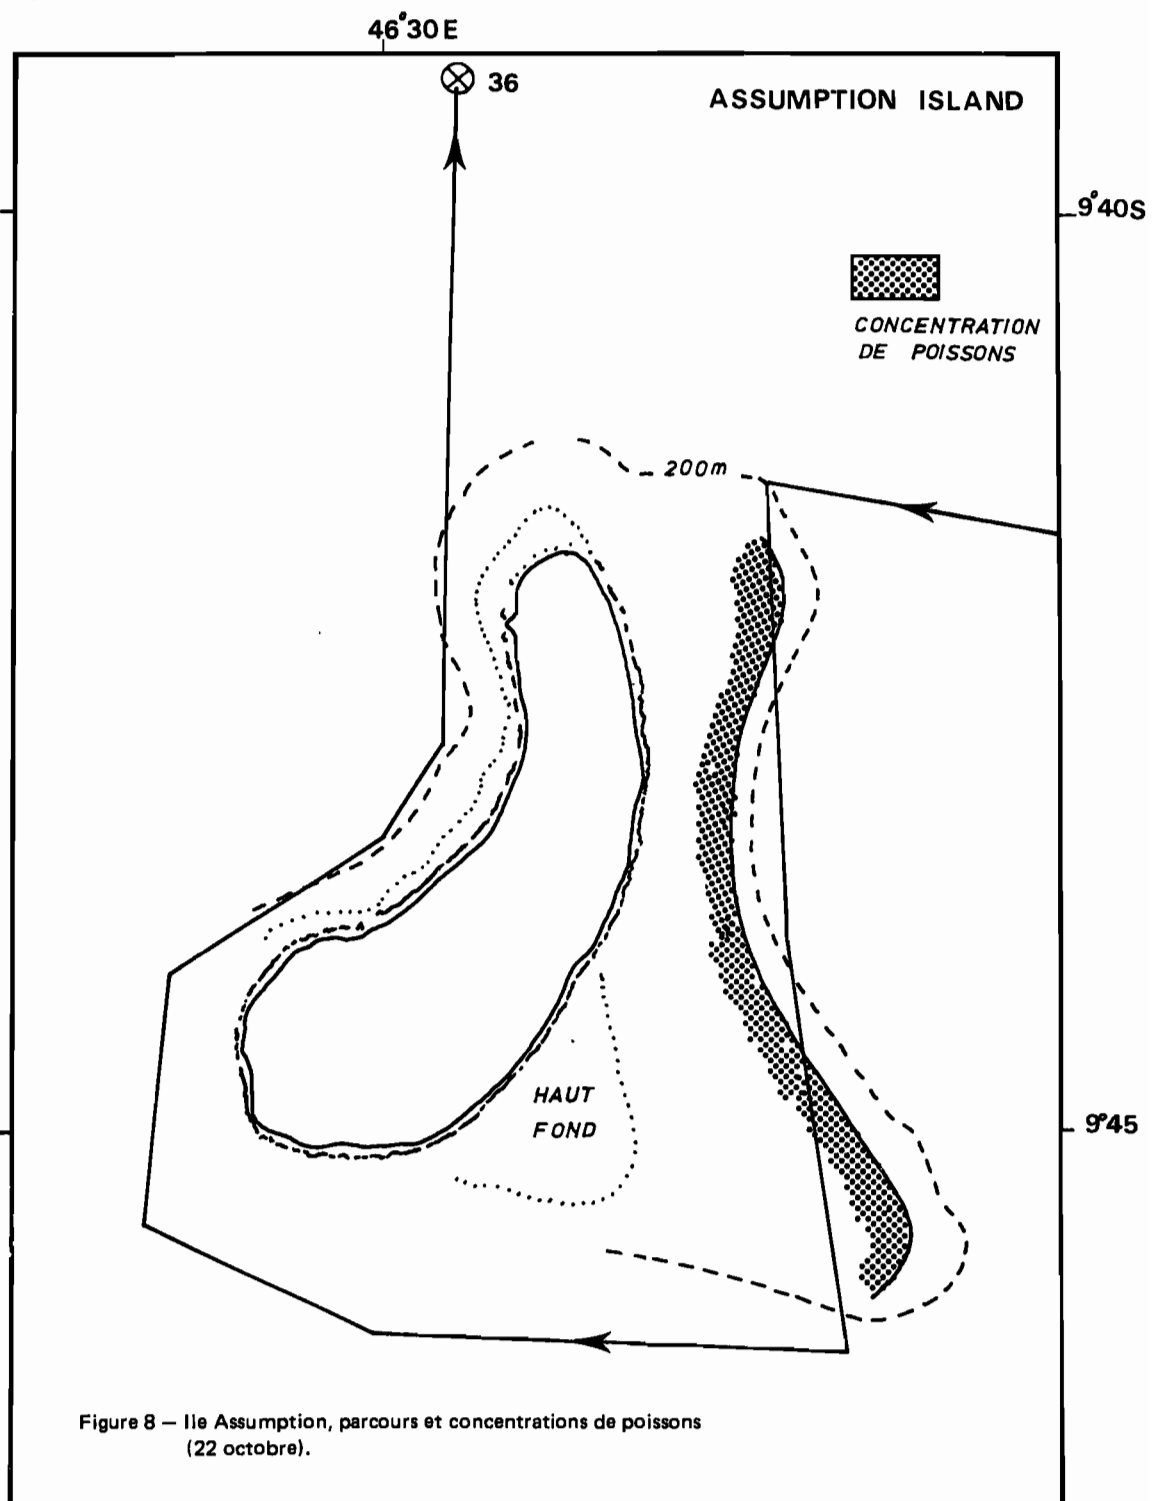 46°30E
36
ASSUMPTION ISLAND
9°40S
CONCENTRATION
DE POISSONS
200m
HAUT
FOND
9°45
Figure 8 — Ile Assumption, parcours et concentrations de poissons
(22 octobre).